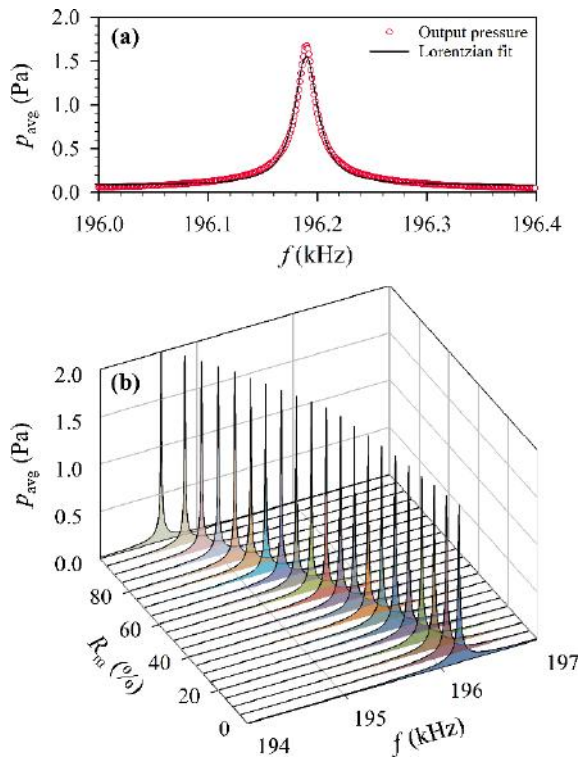 (a)
Output pressure
Lorentzian fit
2.0
1.5
1.0
0.5
0.0
p_avg (Pa)
196.0 196.1 196.2 196.3 196.4
f (kHz)
(b)
2.0
1.5
1.0
0.5
0.0
p_avg (Pa)
80
60
40
20
0
R_m (%)
194
195
196
197
f (kHz)